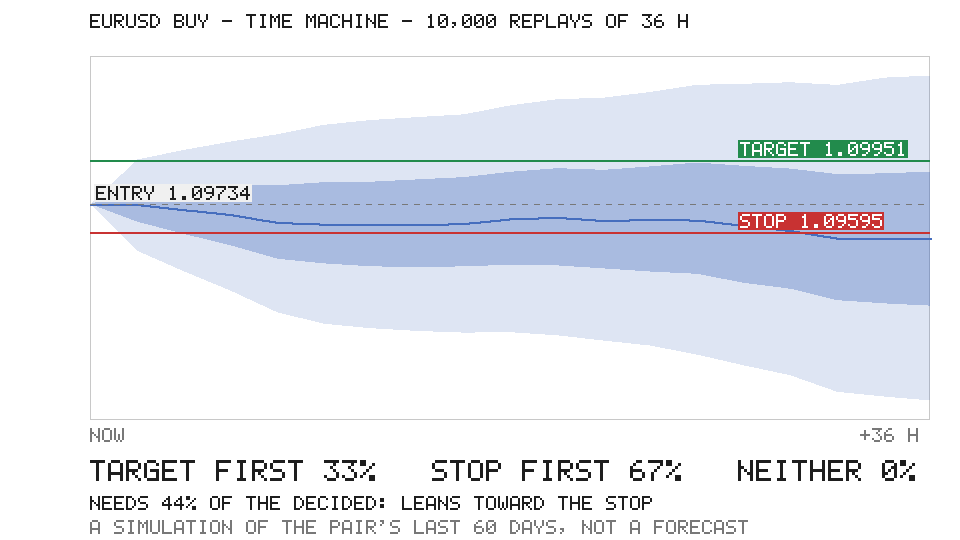 EURUSD BUY - TIME MACHINE - 10,000 REPLAYS OF 36 H
TARGET 1.09951
ENTRY 1.09734
STOP 1.09595
NOW +36 H
TARGET FIRST 33% STOP FIRST 67% NEITHER 0%
NEEDS 44% OF THE DECIDED: LEANS TOWARD THE STOP
A SIMULATION OF THE PAIR'S LAST 60 DAYS, NOT A FORECAST